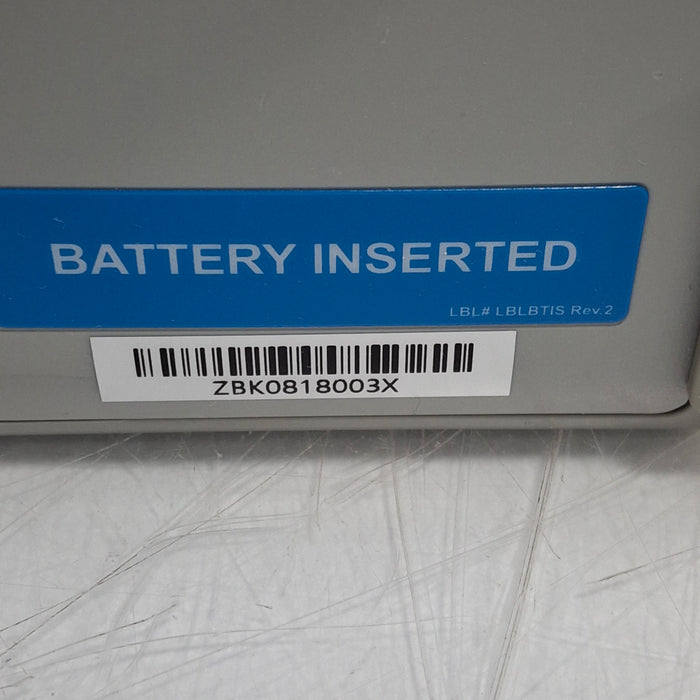 BATTERY INSERTED
LBL# LBLBTIS Rev.2
ZBK0818003X